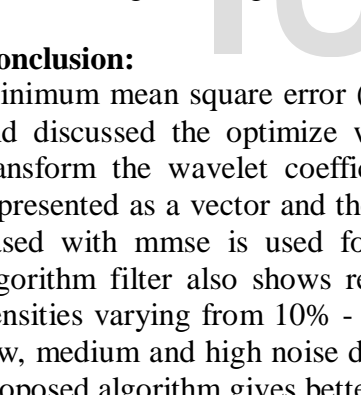 onclusion:
inimum mean square error (
nd discussed the optimize
ansform the wavelet coeffic
presented as a vector and th
ased with mmse is used fo
gorithm filter also shows re
ensities varying from 10% -
w, medium and high noise d
oposed algorithm gives bette